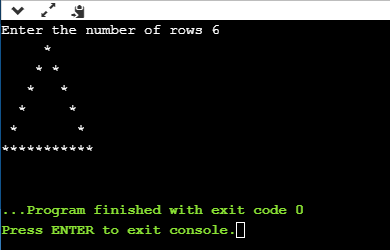 Enter the number of rows 6
     *
    * *
   *   *
  *     *
 *       *
***********
...Program finished with exit code 0
Press ENTER to exit console.